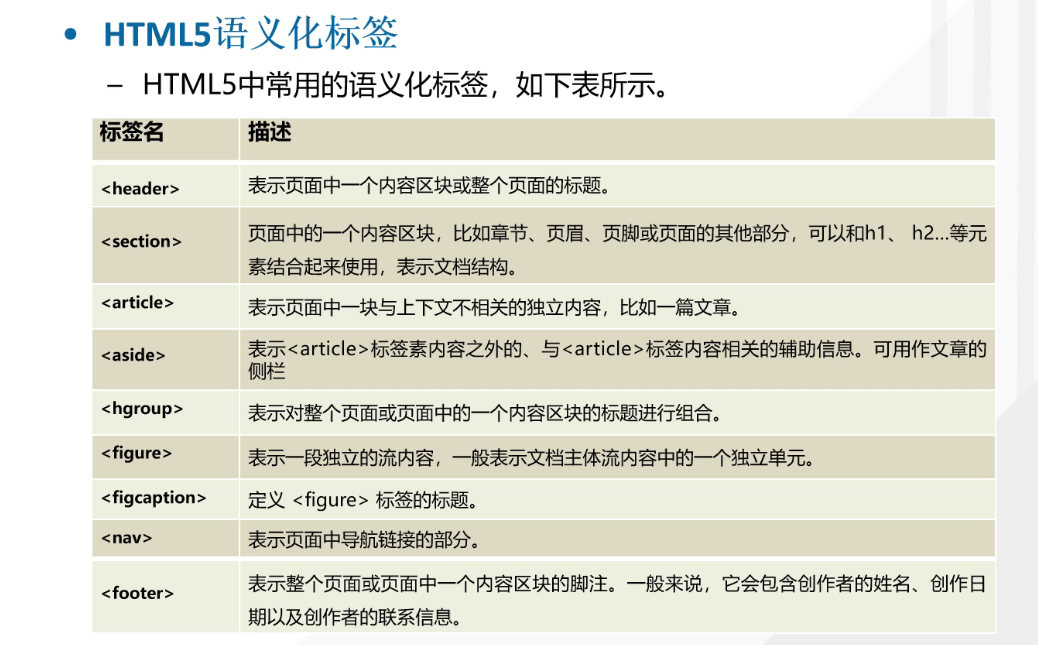 • HTML5语义化标签
– HTML5中常用的语义化标签，如下表所示。
标签名 描述
<header> 表示页面中一个内容区块或整个页面的标题。
<section> 页面中的一个内容区块，比如章节、页眉、页脚或页面的其他部分，可以和h1、 h2...等元
素结合起来使用，表示文档结构。
<article> 表示页面中一块与上下文不相关的独立内容，比如一篇文章。
<aside> 表示<article>标签素内容之外的、与<article>标签内容相关的辅助信息。可用作文章的
侧栏
<hgroup> 表示对整个页面或页面中的一个内容区块的标题进行组合。
<figure> 表示一段独立的流内容，一般表示文档主体流内容中的一个独立单元。
<figcaption> 定义 <figure> 标签的标题。
<nav> 表示页面中导航链接的部分。
<footer> 表示整个页面或页面中一个内容区块的脚注。一般来说，它会包含创作者的姓名、创作日
期以及创作者的联系信息。